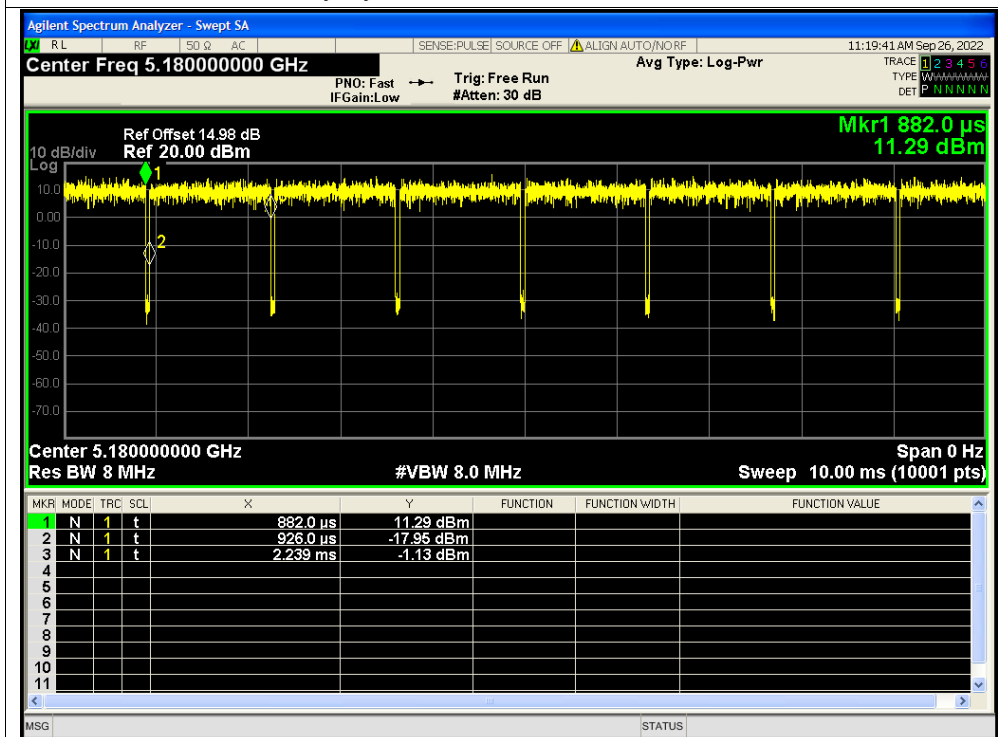 Agilent Spectrum Analyzer - Swept SA
LXI RL RF 50 Ω AC SENSE:PULSE SOURCE OFF ALIGN AUTO/NO RF 11:19:41 AM Sep 26, 2022
Center Freq 5.180000000 GHz
PNO: Fast
IFGain:Low
Trig: Free Run
#Atten: 30 dB
Avg Type: Log-Pwr
TRACE 1 2 3 4 5 6
TYPE
DET P N N N N N
Mkr1 882.0 µs
11.29 dBm
Ref Offset 14.98 dB
10 dB/div Ref 20.00 dBm
Log
1
10.0
0.00
-10.0
2
-20.0
-30.0
-40.0
-50.0
-60.0
-70.0
Center 5.180000000 GHz Span 0 Hz
Res BW 8 MHz #VBW 8.0 MHz Sweep 10.00 ms (10001 pts)
MKR MODE TRC SCL X Y FUNCTION FUNCTION WIDTH FUNCTION VALUE
1 N 1 t 882.0 µs 11.29 dBm
2 N 1 t 926.0 µs -17.95 dBm
3 N 1 t 2.239 ms -1.13 dBm
4
5
6
7
8
9
10
11
MSG STATUS